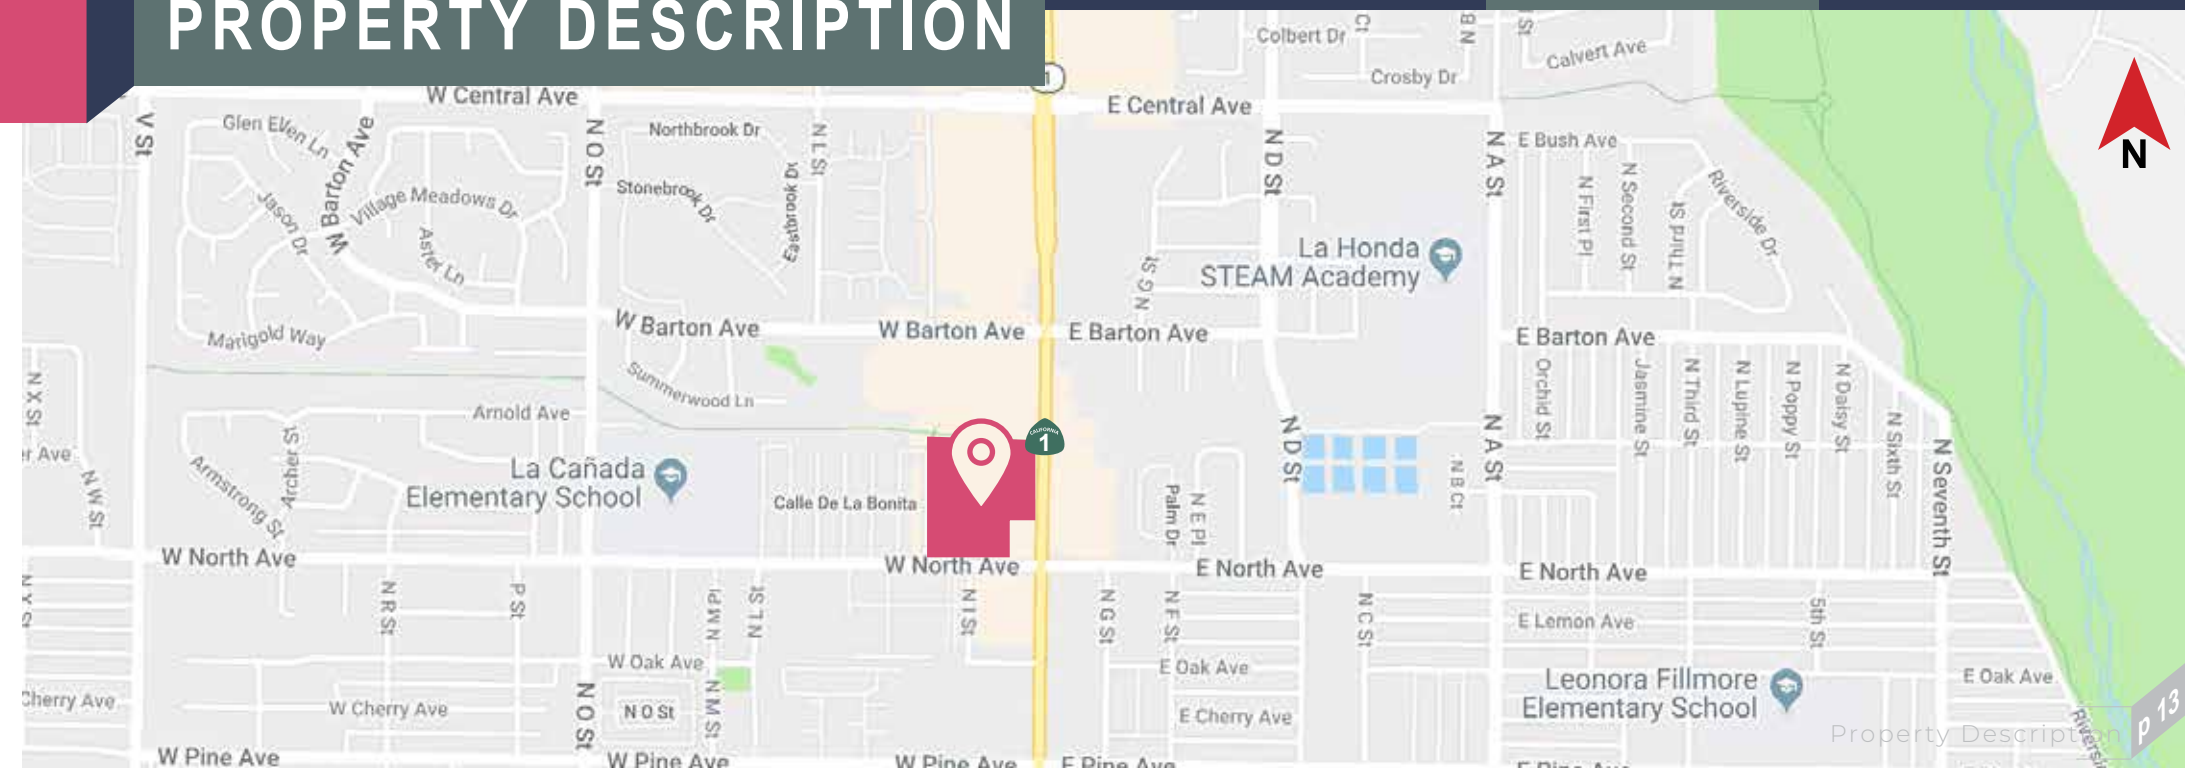 PROPERTY DESCRIPTION
1
Colbert Dr
Crosby Dr
Calvert Ave
W Central Ave
E Central Ave
V St
Glen Ellen Ln
W Barton Ave
N O St
Northbrook Dr
N L St
N D St
N A St
E Bush Ave
N
Jason Dr
Village Meadows Dr
Aster Ln
Stonebrook Dr
Eastbrook Dr
N First Pl
N Second St
N Third St
Riverside Dr
La Honda
STEAM Academy
N G St
Marigold Way
W Barton Ave
W Barton Ave
E Barton Ave
E Barton Ave
Summerwood Ln
N X St
Arnold Ave
Orchid St
Jasmine St
N Third St
N Lupine St
N Poppy St
N Daisy St
N Sixth St
N Seventh St
CALIFORNIA
1
Ave
N W St
Armstrong St
Archer St
La Cañada
Elementary School
Calle De La Bonita
Palm Dr
N E Pl
N D St
N B Ct
N A St
W North Ave
W North Ave
E North Ave
E North Ave
N R St
P St
N M Pl
N L St
N I St
N G St
N F St
N C St
E Lemon Ave
5th St
W Oak Ave
E Oak Ave
E Oak Ave
Leonora Fillmore
Elementary School
Cherry Ave
W Cherry Ave
N O St
N O St
N M St
E Cherry Ave
W Pine Ave
W Pine Ave
W Pine Ave
E Pine Ave
E Pine Ave
Property Description
p 13